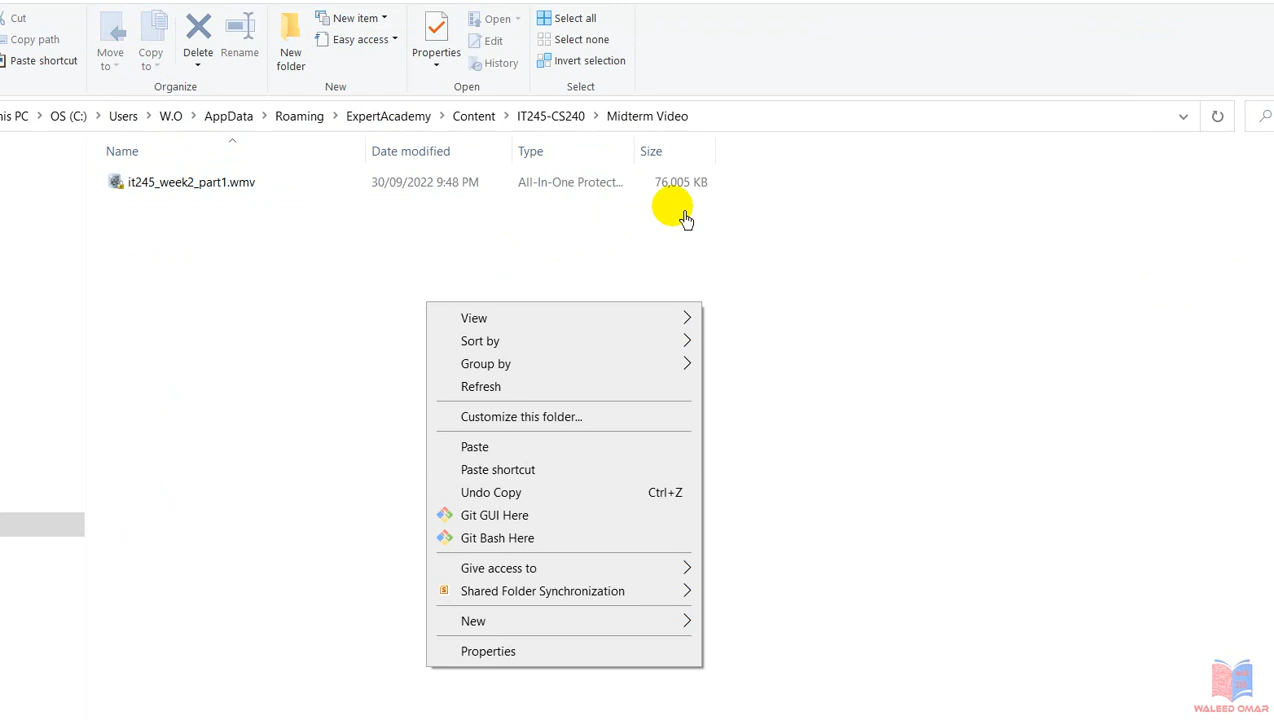 Cut
Copy path
Paste shortcut
Move to
Copy to
Delete
Rename
Organize
New folder
New item
Easy access
New
Properties
Open
Edit
History
Open
Select all
Select none
Invert selection
Select
his PC > OS (C:) > Users > W.O > AppData > Roaming > ExpertAcademy > Content > IT245-CS240 > Midterm Video
Name Date modified Type Size
it245_week2_part1.wmv 30/09/2022 9:48 PM All-In-One Protect... 76,005 KB
View
Sort by
Group by
Refresh
Customize this folder...
Paste
Paste shortcut
Undo Copy Ctrl+Z
Git GUI Here
Git Bash Here
Give access to
Shared Folder Synchronization
New
Properties
WALEED OMAR